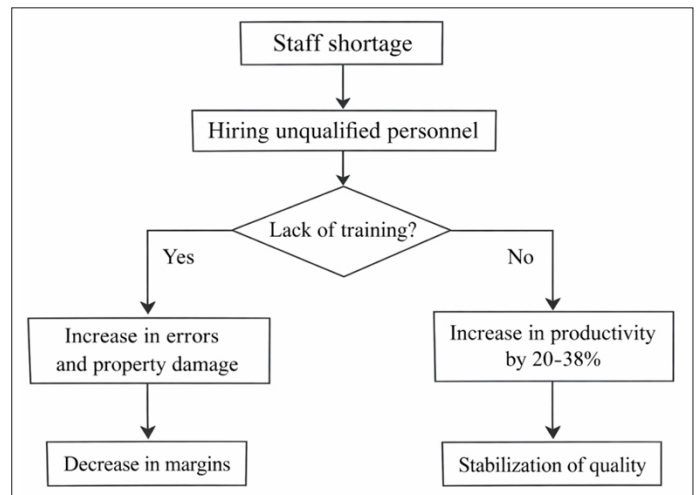 Staff shortage
Hiring unqualified personnel
Lack of training?
Yes
No
Increase in errors
and property damage
Increase in productivity
by 20-38%
Decrease in margins
Stabilization of quality